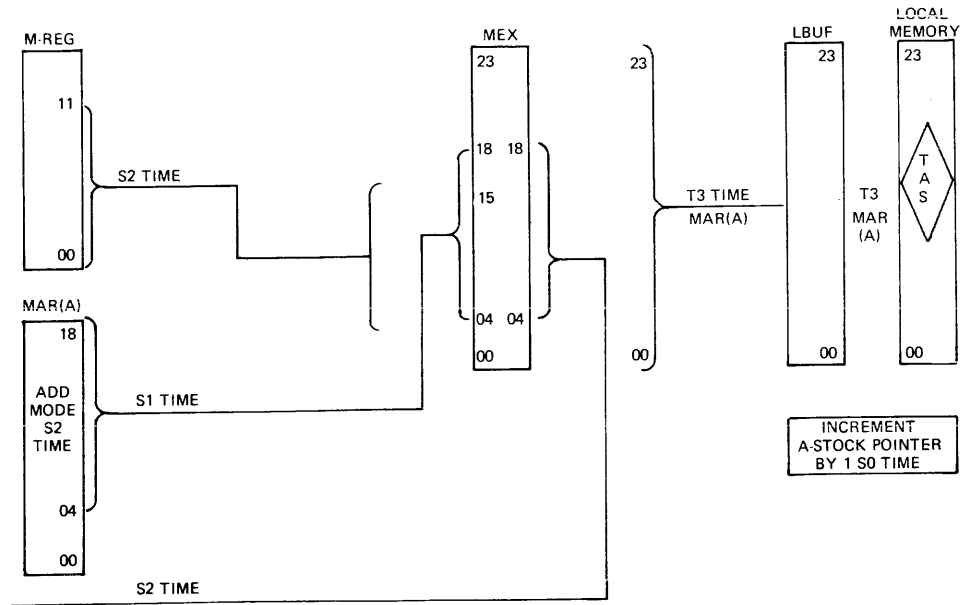 M-REG
11
00
S2 TIME
MAR(A)
18
ADD
MODE
S2
TIME
04
00
S1 TIME
S2 TIME
MEX
23
18 18
15
04 04
00
23
00
T3 TIME
MAR(A)
LBUF
23
00
T3
MAR
(A)
LOCAL
MEMORY
23
T
A
S
00
INCREMENT
A-STOCK POINTER
BY 1 S0 TIME